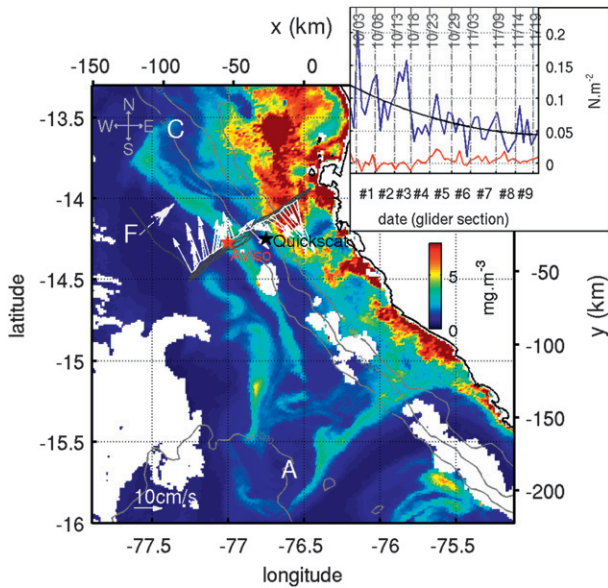 x (km)
-150 -100 -50 0
10/03 10/08 10/13 10/18 10/23 10/29 11/03 11/09 11/14 11/19
0.2
0.15
0.1
0.05
0
N.m-2
#1 #2 #3 #4 #5 #6 #7 #8 #9
date (glider section)
N
W E
S
C
F
Aviso
Quickscat
5
0
mg.m-3
A
10cm/s
latitude
-13.5
-14
-14.5
-15
-15.5
-16
y (km)
0
-50
-100
-150
-200
-77.5 -77 -76.5 -76 -75.5
longitude